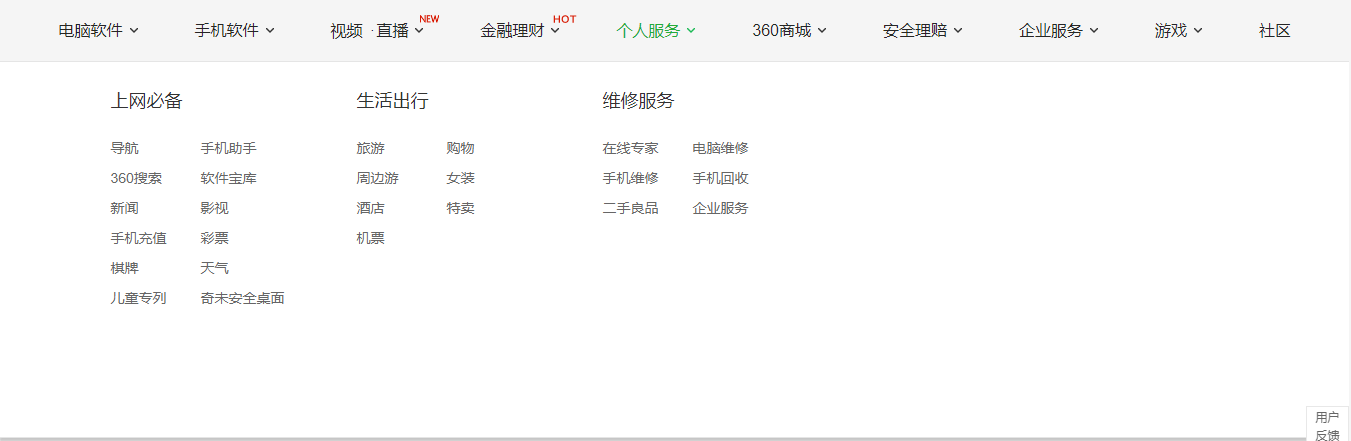 电脑软件 手机软件 视频 ·直播 NEW 金融理财 HOT 个人服务 360商城 安全理赔 企业服务 游戏 社区
上网必备 生活出行 维修服务
导航 手机助手 旅游 购物 在线专家 电脑维修
360搜索 软件宝库 周边游 女装 手机维修 手机回收
新闻 影视 酒店 特卖 二手良品 企业服务
手机充值 彩票 机票
棋牌 天气
儿童专列 奇未安全桌面
用户
反馈